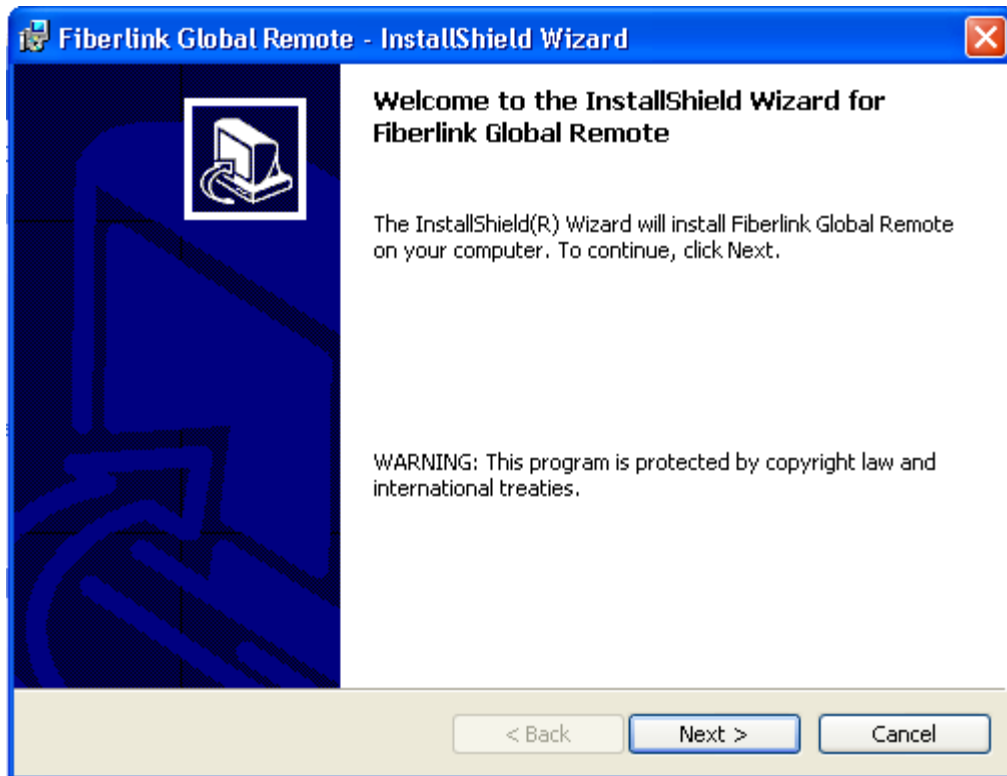 Fiberlink Global Remote - InstallShield Wizard
Welcome to the InstallShield Wizard for
Fiberlink Global Remote
The InstallShield(R) Wizard will install Fiberlink Global Remote
on your computer. To continue, click Next.
WARNING: This program is protected by copyright law and
international treaties.
< Back
Next >
Cancel